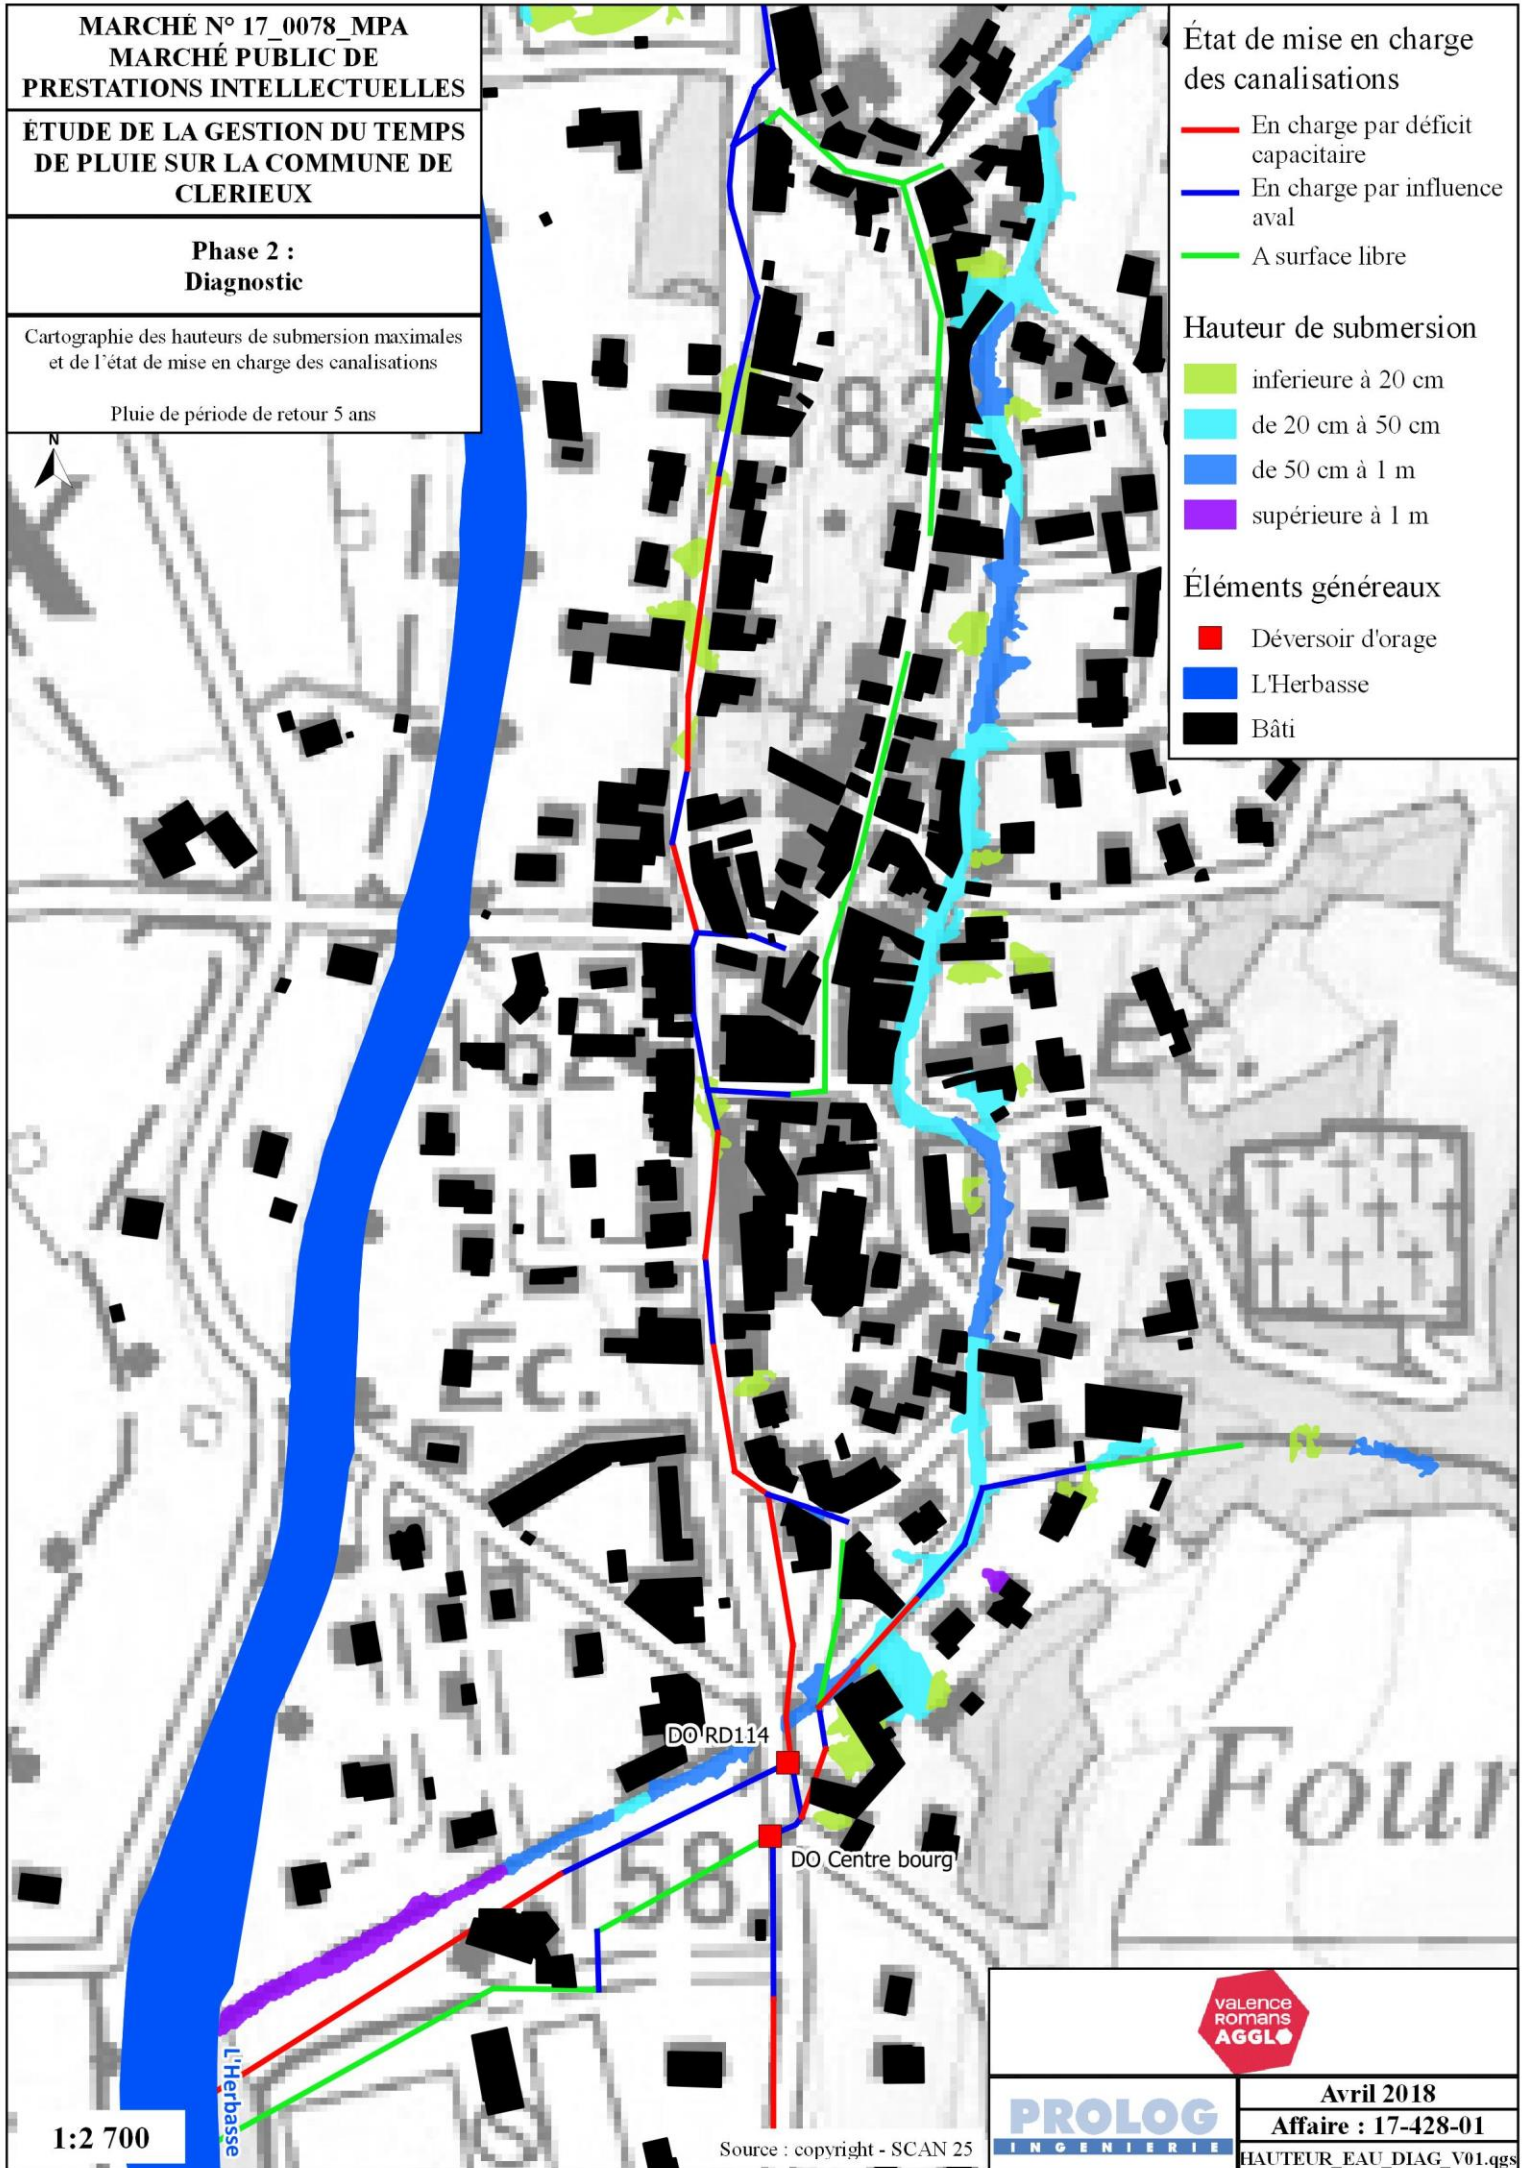 MARCHÉ N° 17_0078_MPA
MARCHÉ PUBLIC DE
PRESTATIONS INTELLECTUELLES
ÉTUDE DE LA GESTION DU TEMPS
DE PLUIE SUR LA COMMUNE DE
CLERIEUX
Phase 2 :
Diagnostic
Cartographie des hauteurs de submersion maximales
et de l'état de mise en charge des canalisations
Pluie de période de retour 5 ans
N
État de mise en charge
des canalisations
En charge par déficit
capacitaire
En charge par influence
aval
A surface libre
Hauteur de submersion
inferieure à 20 cm
de 20 cm à 50 cm
de 50 cm à 1 m
supérieure à 1 m
Éléments généreaux
Déversoir d'orage
L'Herbasse
Bâti
Ec.
DO RD114
DO Centre bourg
158
Four
L'Herbasse
1:2 700
Source : copyright - SCAN 25
VALENCE
ROMANS
AGGLO
PROLOG
INGENIERIE
Avril 2018
Affaire : 17-428-01
HAUTEUR_EAU_DIAG_V01.qgs